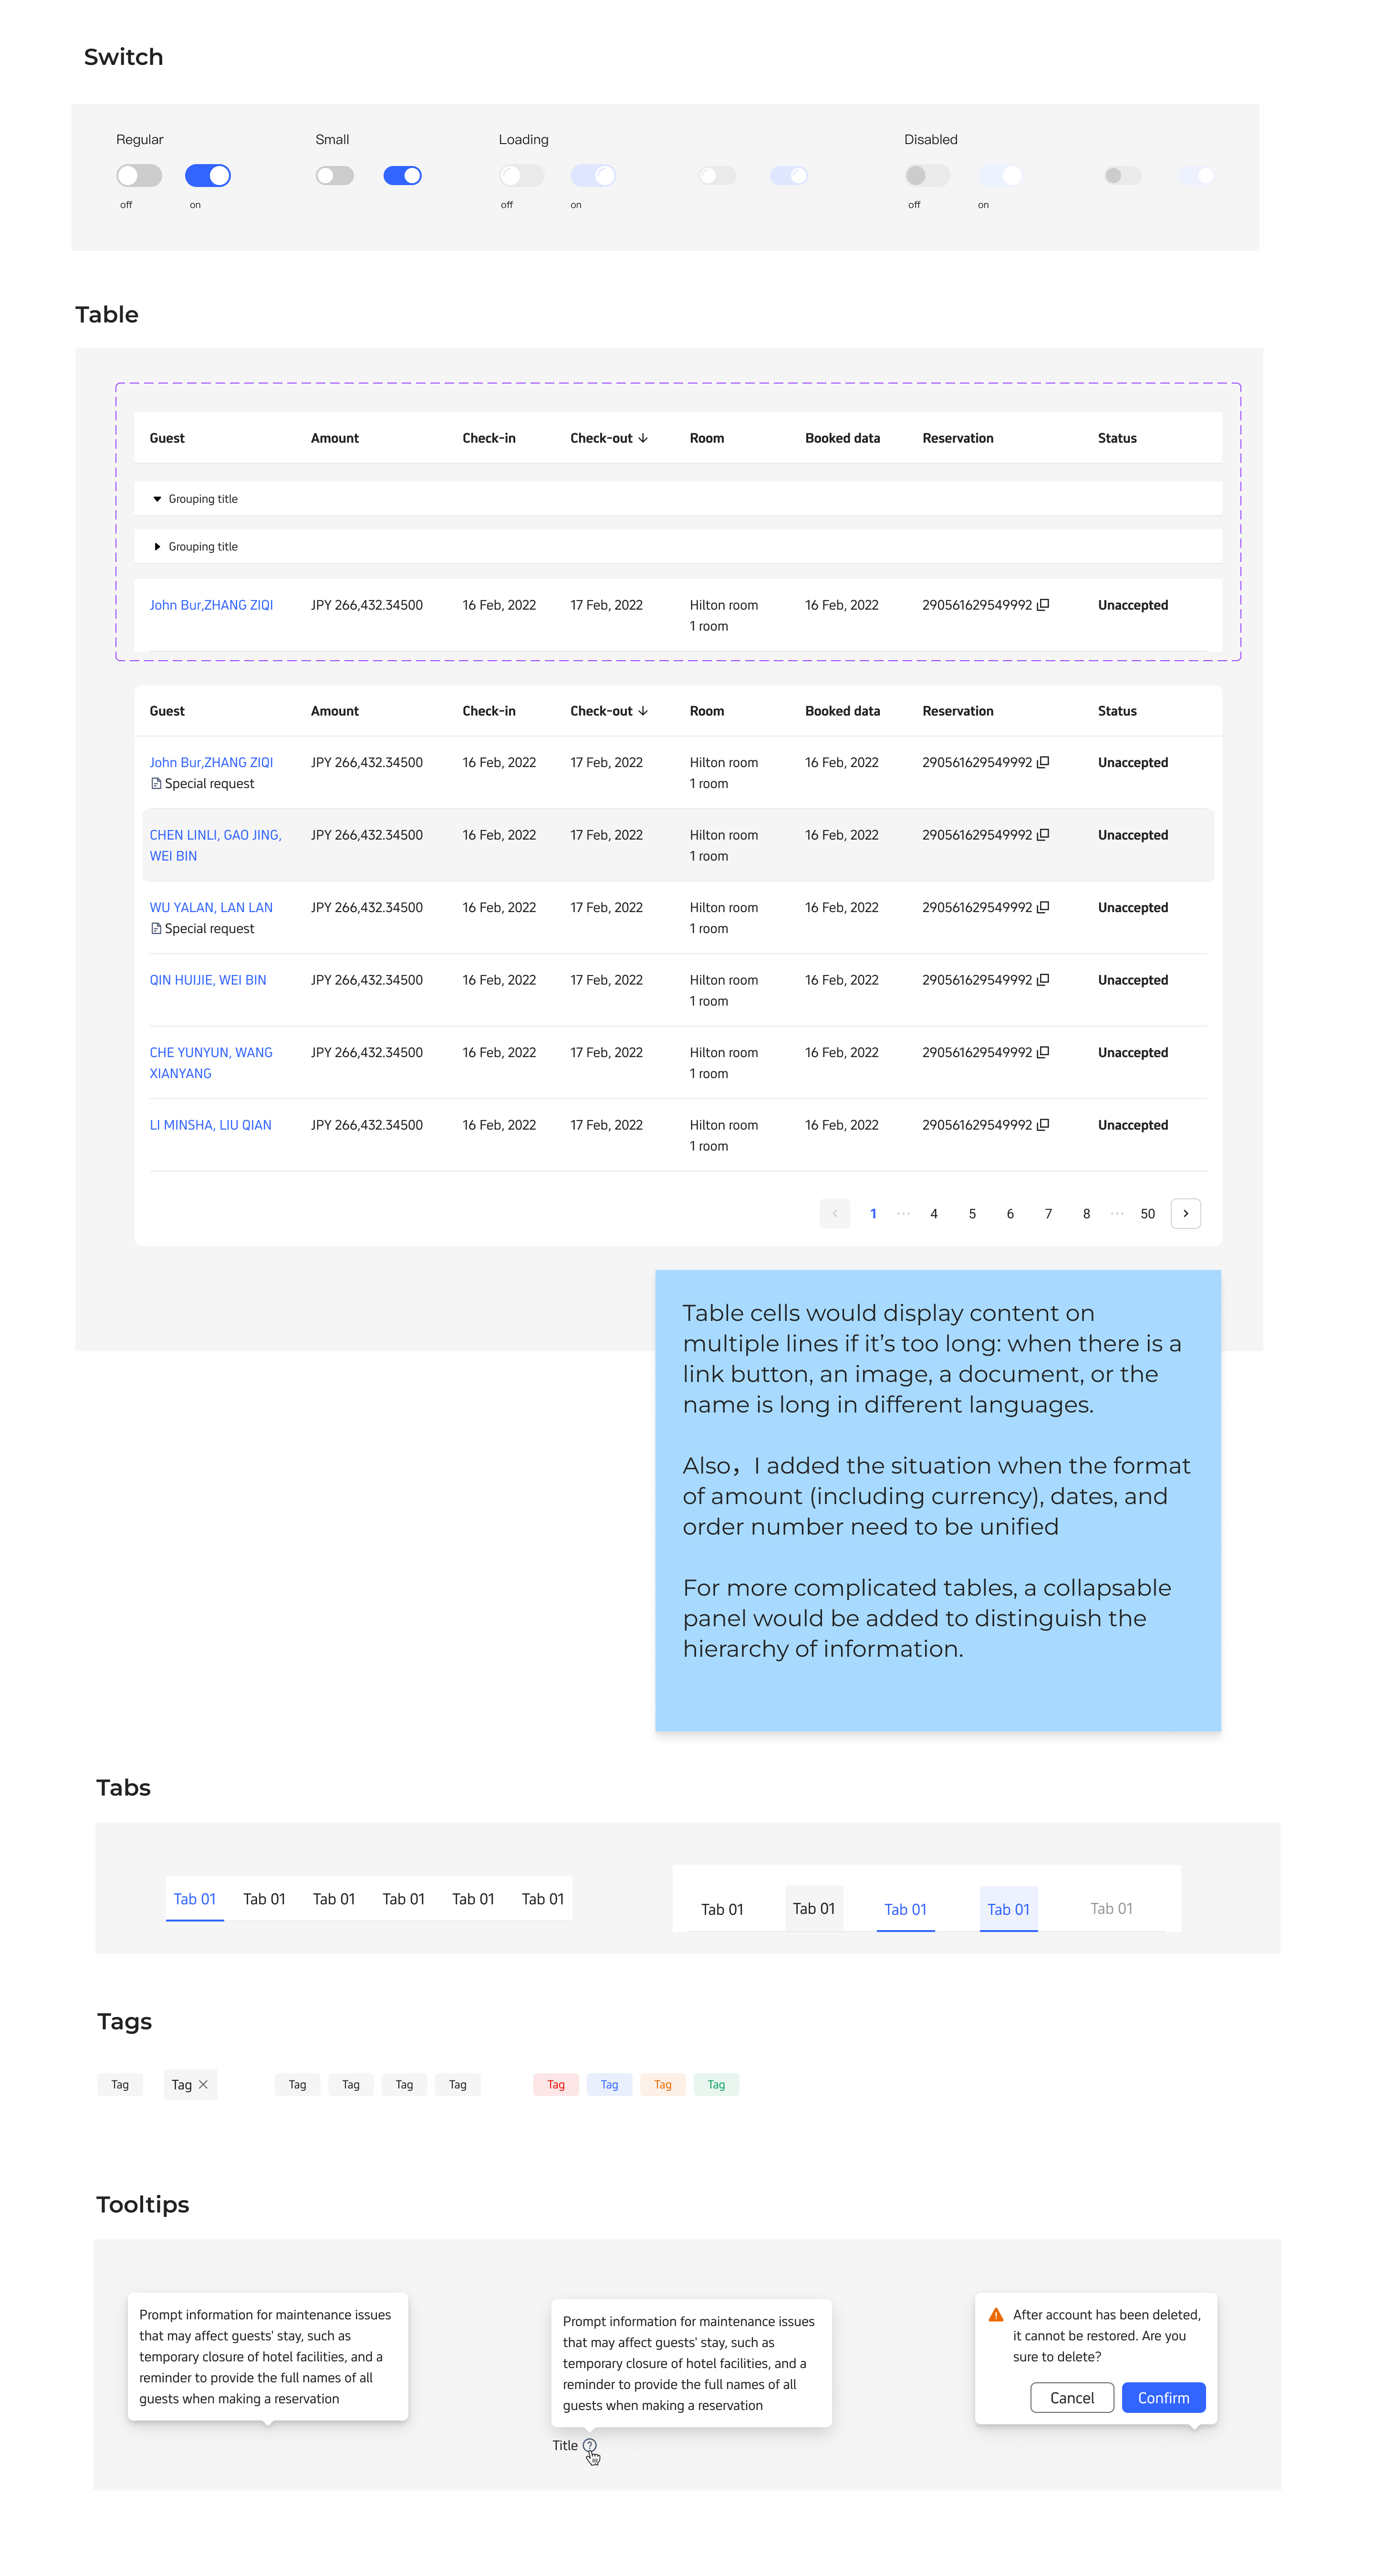 Switch
Regular
Small
Loading
Disabled
off
on
off
on
off
on
Table
Guest
Amount
Check-in
Check-out
Room
Booked data
Reservation
Status
Grouping title
Grouping title
John Bur,ZHANG ZIQI
JPY 266,432.34500
16 Feb, 2022
17 Feb, 2022
Hilton room
1 room
16 Feb, 2022
290561629549992
Unaccepted
Guest
Amount
Check-in
Check-out
Room
Booked data
Reservation
Status
John Bur,ZHANG ZIQI
Special request
JPY 266,432.34500
16 Feb, 2022
17 Feb, 2022
Hilton room
1 room
16 Feb, 2022
290561629549992
Unaccepted
CHEN LINLI, GAO JING,
WEI BIN
JPY 266,432.34500
16 Feb, 2022
17 Feb, 2022
Hilton room
1 room
16 Feb, 2022
290561629549992
Unaccepted
WU YALAN, LAN LAN
Special request
JPY 266,432.34500
16 Feb, 2022
17 Feb, 2022
Hilton room
1 room
16 Feb, 2022
290561629549992
Unaccepted
QIN HUIJIE, WEI BIN
JPY 266,432.34500
16 Feb, 2022
17 Feb, 2022
Hilton room
1 room
16 Feb, 2022
290561629549992
Unaccepted
CHE YUNYUN, WANG
XIANYANG
JPY 266,432.34500
16 Feb, 2022
17 Feb, 2022
Hilton room
1 room
16 Feb, 2022
290561629549992
Unaccepted
LI MINSHA, LIU QIAN
JPY 266,432.34500
16 Feb, 2022
17 Feb, 2022
Hilton room
1 room
16 Feb, 2022
290561629549992
Unaccepted
1 ··· 4 5 6 7 8 ··· 50
Table cells would display content on
multiple lines if it's too long: when there is a
link button, an image, a document, or the
name is long in different languages.
Also，I added the situation when the format
of amount (including currency), dates, and
order number need to be unified
For more complicated tables, a collapsable
panel would be added to distinguish the
hierarchy of information.
Tabs
Tab 01 Tab 01 Tab 01 Tab 01 Tab 01 Tab 01
Tab 01 Tab 01 Tab 01 Tab 01 Tab 01
Tags
Tag
Tag
Tag Tag Tag Tag
Tag Tag Tag Tag
Tooltips
Prompt information for maintenance issues
that may affect guests' stay, such as
temporary closure of hotel facilities, and a
reminder to provide the full names of all
guests when making a reservation
Prompt information for maintenance issues
that may affect guests' stay, such as
temporary closure of hotel facilities, and a
reminder to provide the full names of all
guests when making a reservation
Title
After account has been deleted,
it cannot be restored. Are you
sure to delete?
Cancel
Confirm